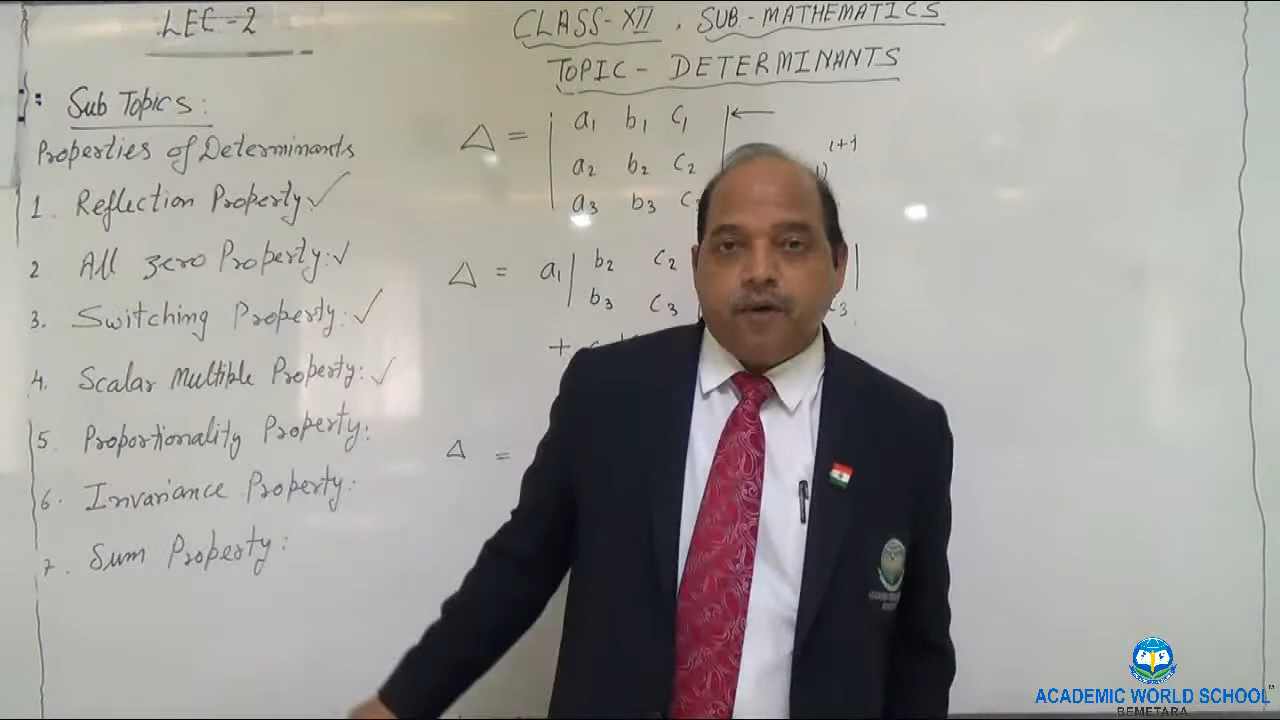 LEC-2
CLASS-XII, SUB.-MATHEMATICS
TOPIC- DETERMINANTS
Sub Topics:
Properties of Determinants
1. Reflection Property: ✓
2 All zero Property: ✓
3. Switching Property: ✓
4. Scalar Multiple Property: ✓
5. Proportionality Property:
6. Invariance Property:
7. Sum Property:
Δ = | a₁ b₁ c₁ | ←
a₂ b₂ c₂
a₃ b₃
Δ = a₁ | b₂ c₂
b₃ c₃
+
Δ =
ACADEMIC WORLD SCHOOL
BEMETARA